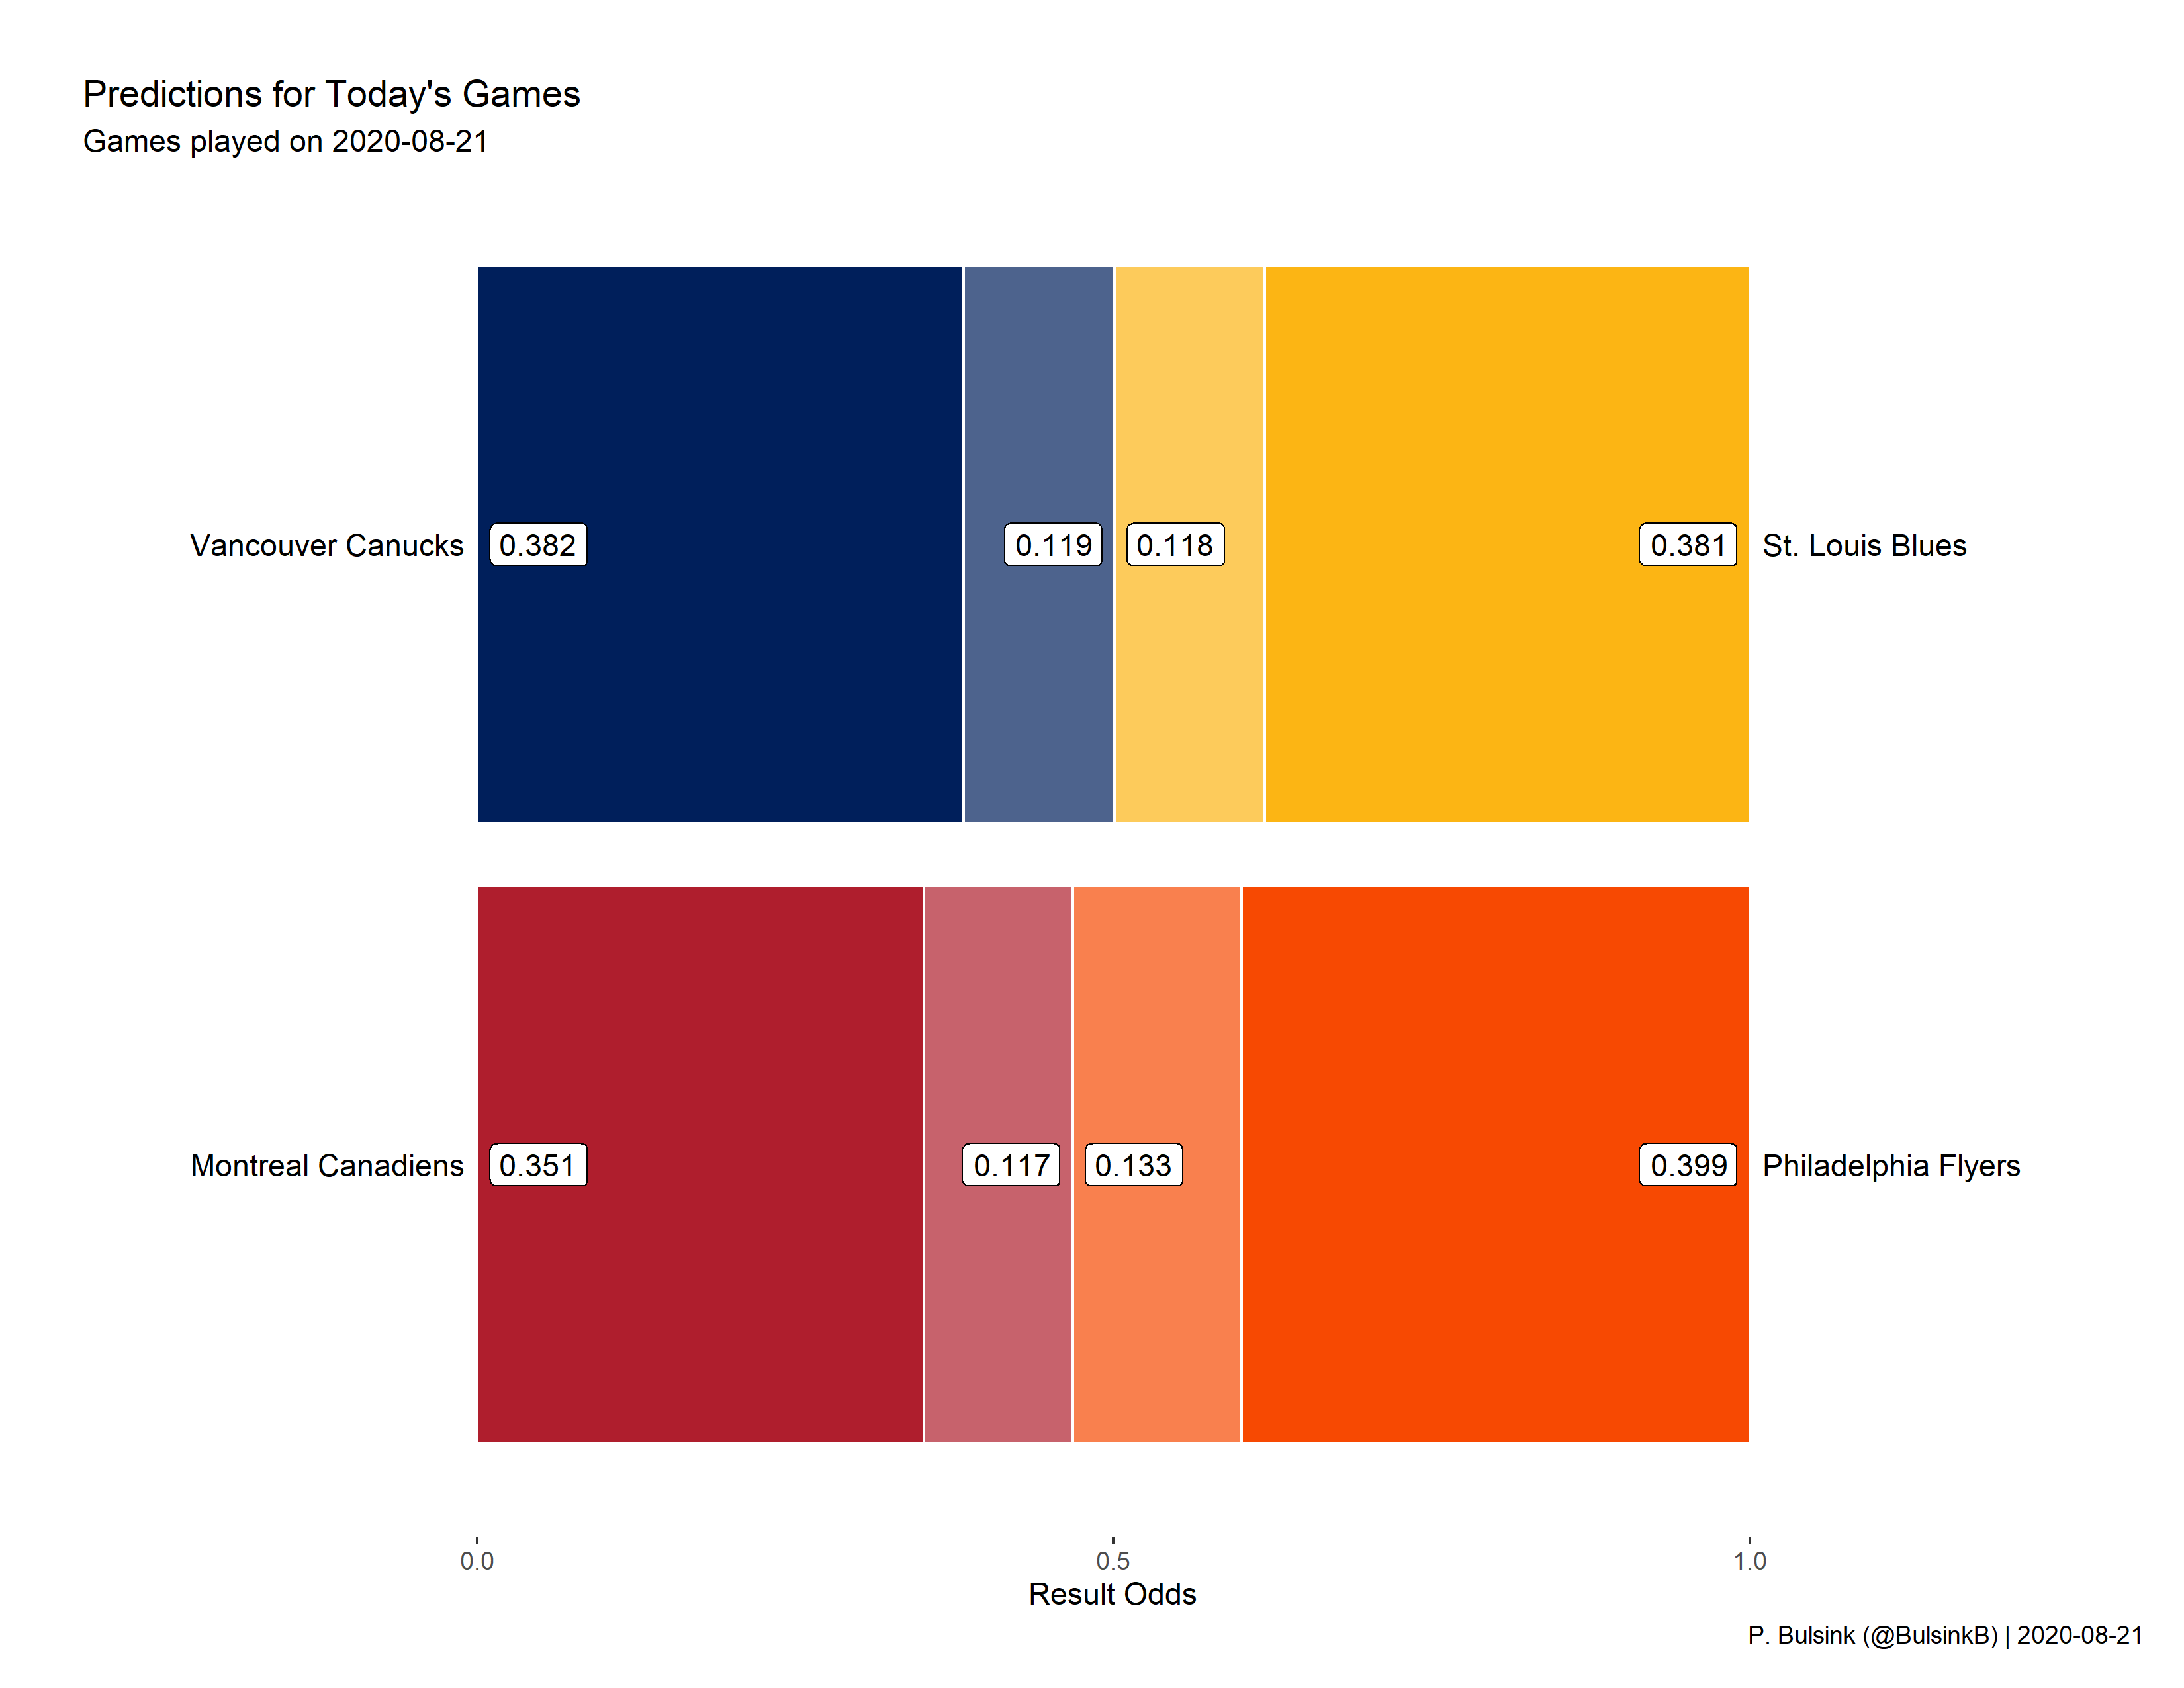 Predictions for Today's Games
Games played on 2020-08-21
Vancouver Canucks 0.382 0.119 0.118 0.381 St. Louis Blues
Montreal Canadiens 0.351 0.117 0.133 0.399 Philadelphia Flyers
0.0 0.5 1.0
Result Odds
P. Bulsink (@BulsinkB) | 2020-08-21